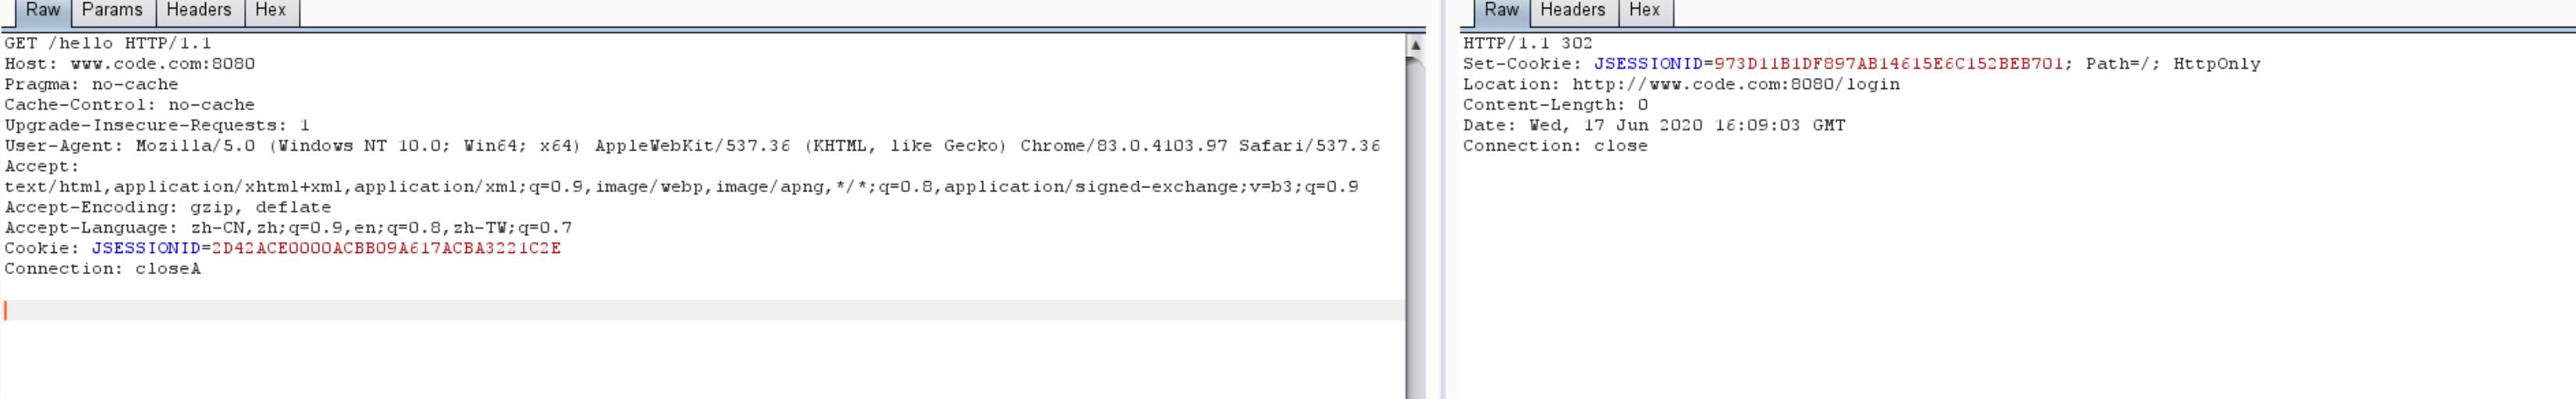 Raw Params Headers Hex
GET /hello HTTP/1.1
Host: www.code.com:8080
Pragma: no-cache
Cache-Control: no-cache
Upgrade-Insecure-Requests: 1
User-Agent: Mozilla/5.0 (Windows NT 10.0; Win64; x64) AppleWebKit/537.36 (KHTML, like Gecko) Chrome/83.0.4103.97 Safari/537.36
Accept:
text/html,application/xhtml+xml,application/xml;q=0.9,image/webp,image/apng,*/*;q=0.8,application/signed-exchange;v=b3;q=0.9
Accept-Encoding: gzip, deflate
Accept-Language: zh-CN,zh;q=0.9,en;q=0.8,zh-TW;q=0.7
Cookie: JSESSIONID=2D42ACE0000ACBB09A617ACBA3221C2E
Connection: closeA
Raw Headers Hex
HTTP/1.1 302
Set-Cookie: JSESSIONID=973D11B1DF897AB14615E6C152BEB701; Path=/; HttpOnly
Location: http://www.code.com:8080/login
Content-Length: 0
Date: Wed, 17 Jun 2020 16:09:03 GMT
Connection: close